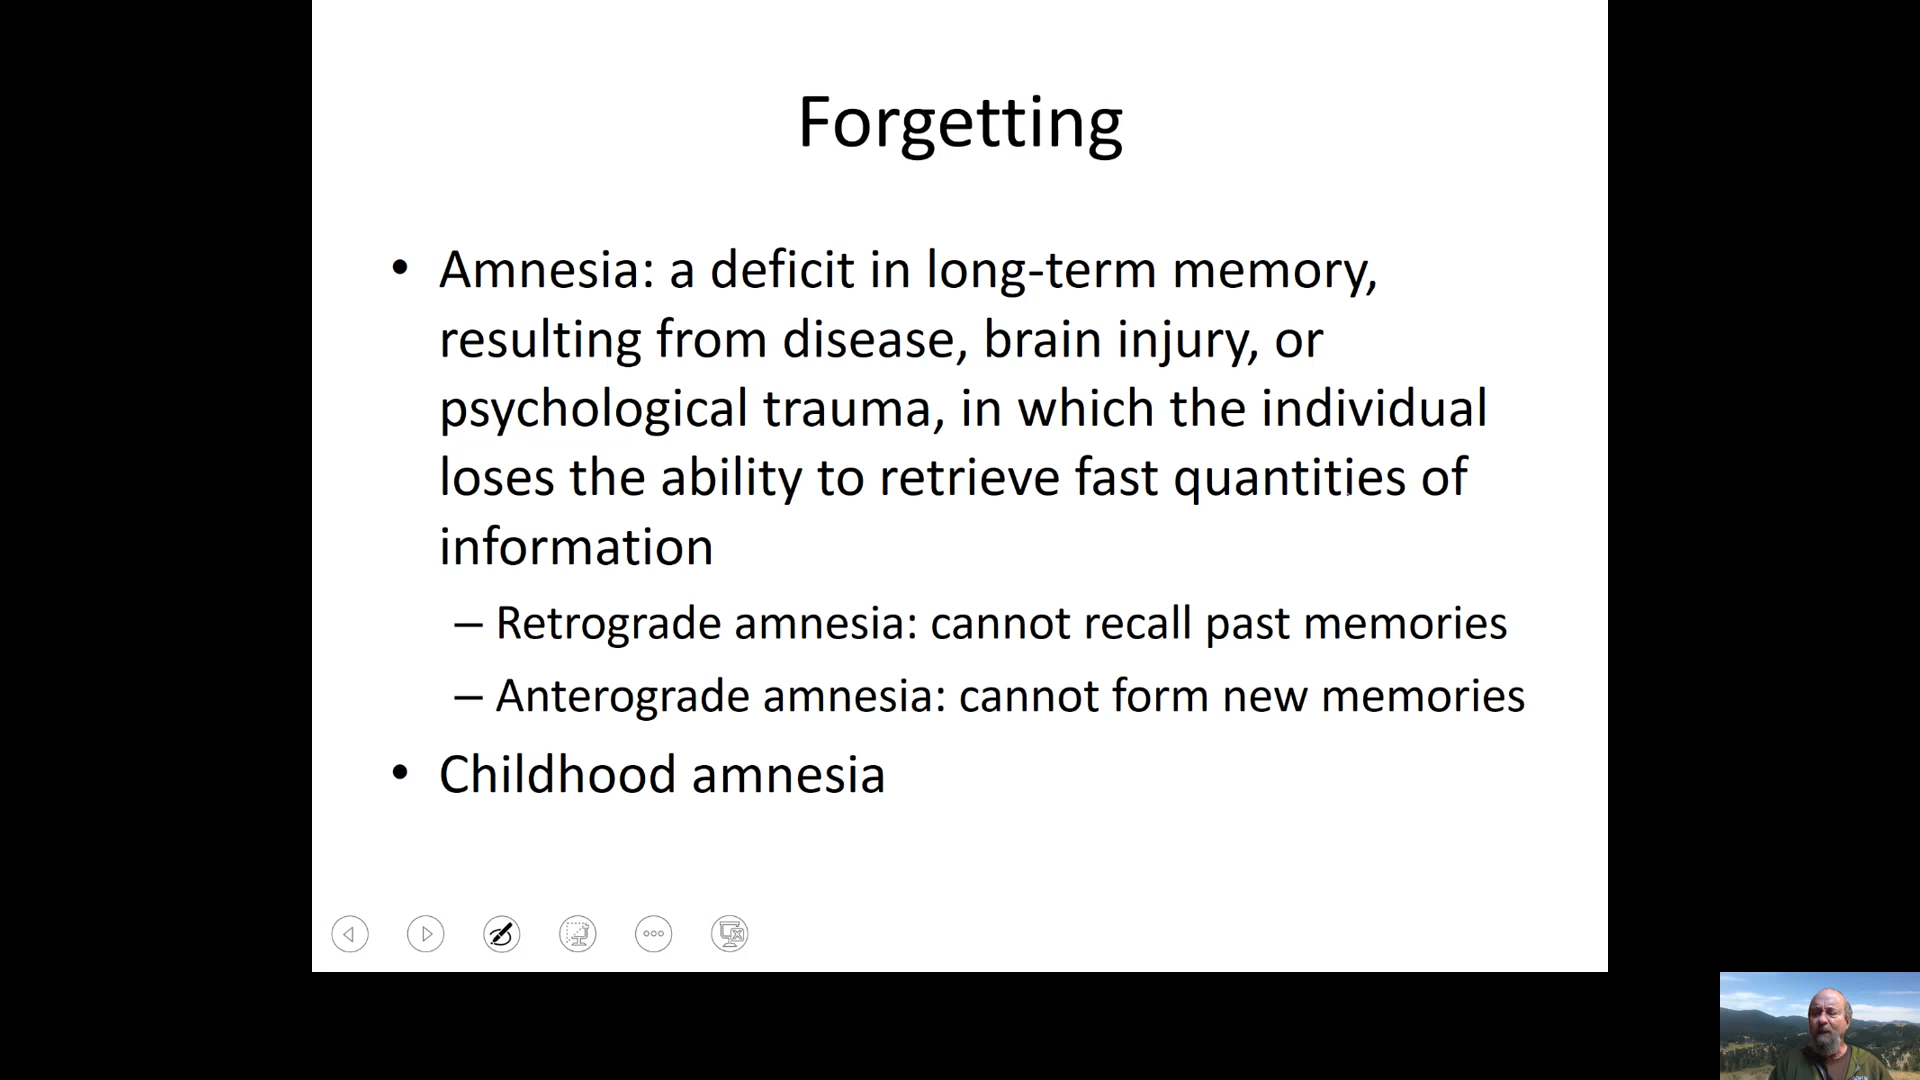 Forgetting
• Amnesia: a deficit in long-term memory,
resulting from disease, brain injury, or
psychological trauma, in which the individual
loses the ability to retrieve fast quantities of
information
– Retrograde amnesia: cannot recall past memories
– Anterograde amnesia: cannot form new memories
• Childhood amnesia